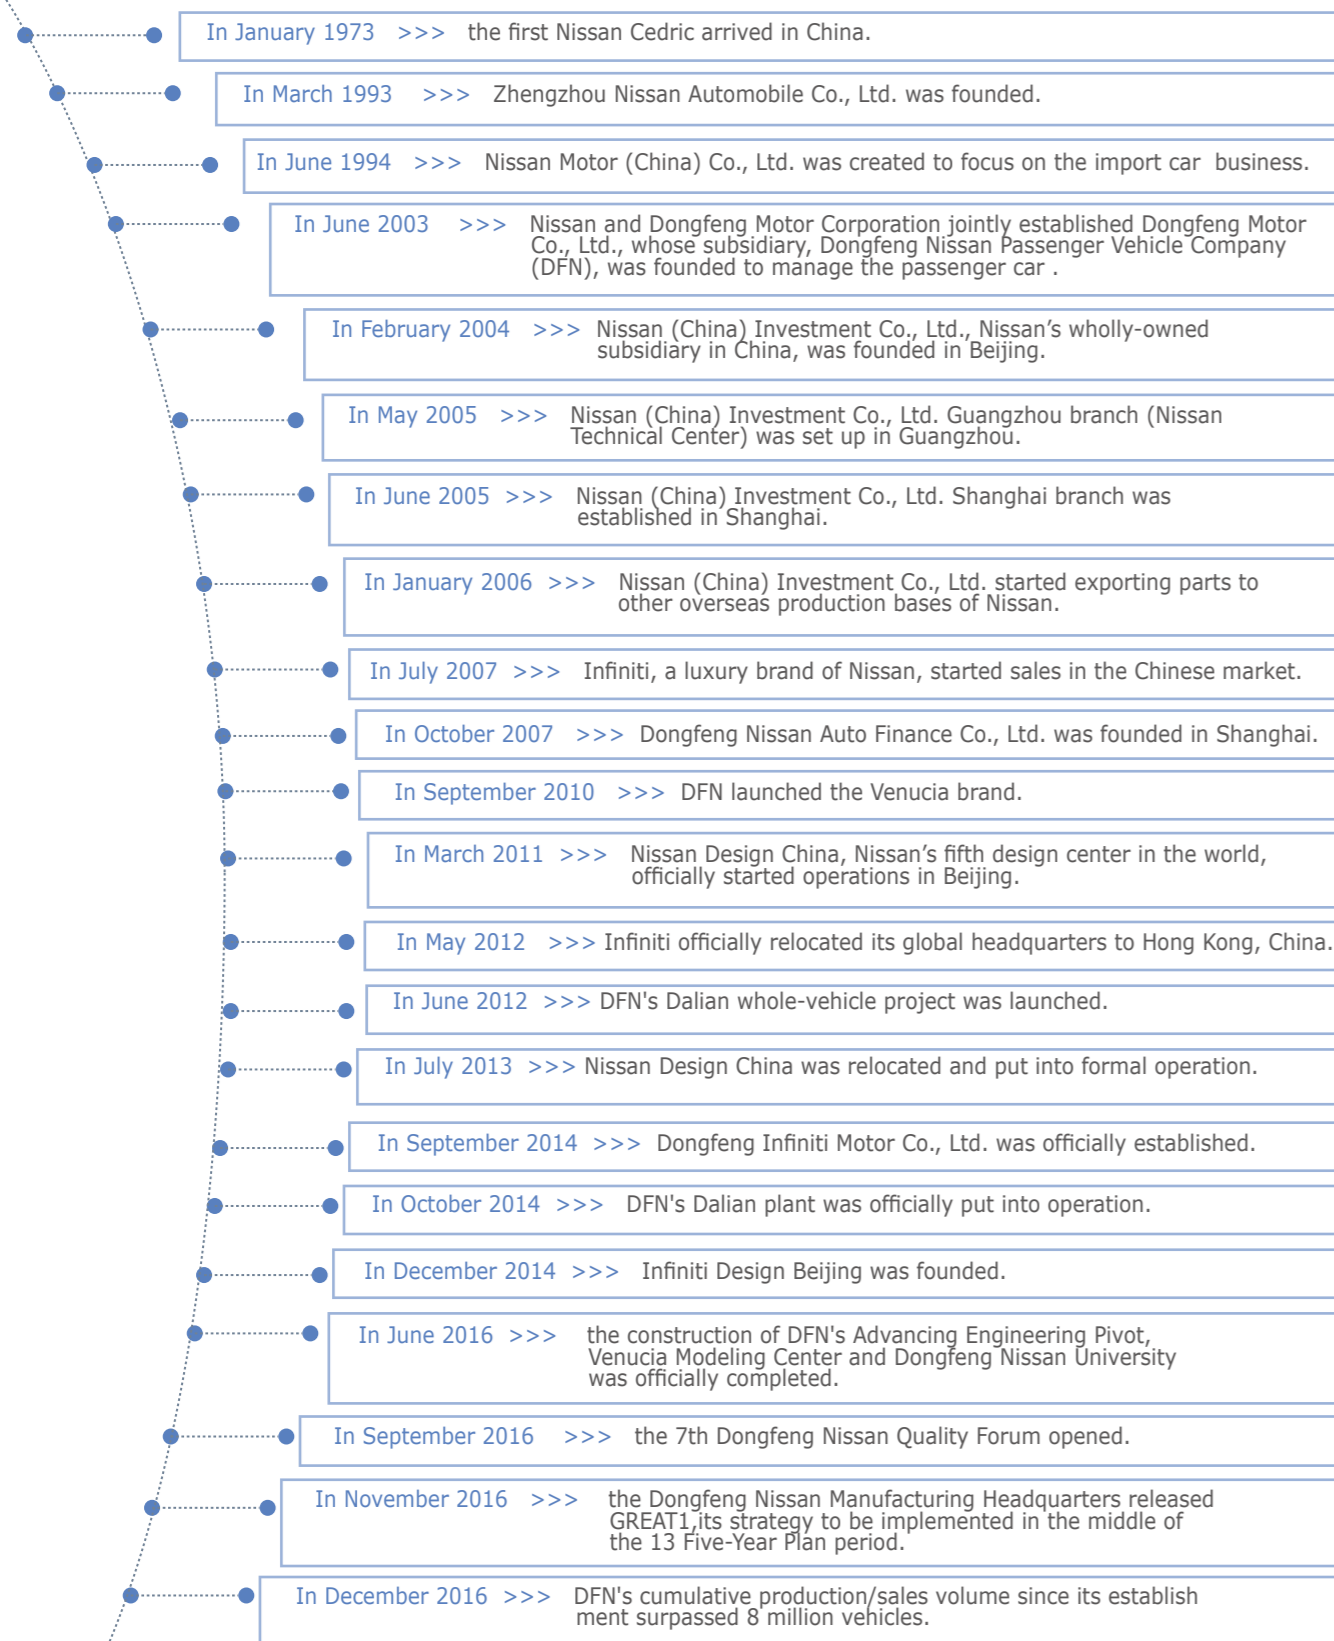 In January 1973 >>> the first Nissan Cedric arrived in China.
In March 1993 >>> Zhengzhou Nissan Automobile Co., Ltd. was founded.
In June 1994 >>> Nissan Motor (China) Co., Ltd. was created to focus on the import car business.
In June 2003 >>> Nissan and Dongfeng Motor Corporation jointly established Dongfeng Motor
Co., Ltd., whose subsidiary, Dongfeng Nissan Passenger Vehicle Company
(DFN), was founded to manage the passenger car .
In February 2004 >>> Nissan (China) Investment Co., Ltd., Nissan’s wholly-owned
subsidiary in China, was founded in Beijing.
In May 2005 >>> Nissan (China) Investment Co., Ltd. Guangzhou branch (Nissan
Technical Center) was set up in Guangzhou.
In June 2005 >>> Nissan (China) Investment Co., Ltd. Shanghai branch was
established in Shanghai.
In January 2006 >>> Nissan (China) Investment Co., Ltd. started exporting parts to
other overseas production bases of Nissan.
In July 2007 >>> Infiniti, a luxury brand of Nissan, started sales in the Chinese market.
In October 2007 >>> Dongfeng Nissan Auto Finance Co., Ltd. was founded in Shanghai.
In September 2010 >>> DFN launched the Venucia brand.
In March 2011 >>> Nissan Design China, Nissan’s fifth design center in the world,
officially started operations in Beijing.
In May 2012 >>> Infiniti officially relocated its global headquarters to Hong Kong, China.
In June 2012 >>> DFN's Dalian whole-vehicle project was launched.
In July 2013 >>> Nissan Design China was relocated and put into formal operation.
In September 2014 >>> Dongfeng Infiniti Motor Co., Ltd. was officially established.
In October 2014 >>> DFN's Dalian plant was officially put into operation.
In December 2014 >>> Infiniti Design Beijing was founded.
In June 2016 >>> the construction of DFN's Advancing Engineering Pivot,
Venucia Modeling Center and Dongfeng Nissan University
was officially completed.
In September 2016 >>> the 7th Dongfeng Nissan Quality Forum opened.
In November 2016 >>> the Dongfeng Nissan Manufacturing Headquarters released
GREAT1,its strategy to be implemented in the middle of
the 13 Five-Year Plan period.
In December 2016 >>> DFN's cumulative production/sales volume since its establish
ment surpassed 8 million vehicles.